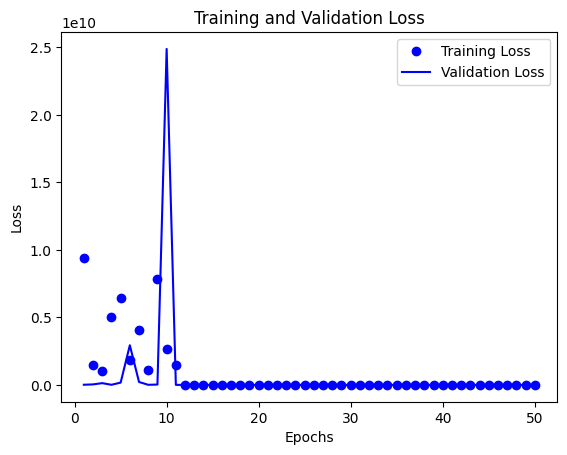 Training and Validation Loss
1e10
Training Loss
Validation Loss
2.5
2.0
1.5
1.0
0.5
0.0
Loss
0 10 20 30 40 50
Epochs